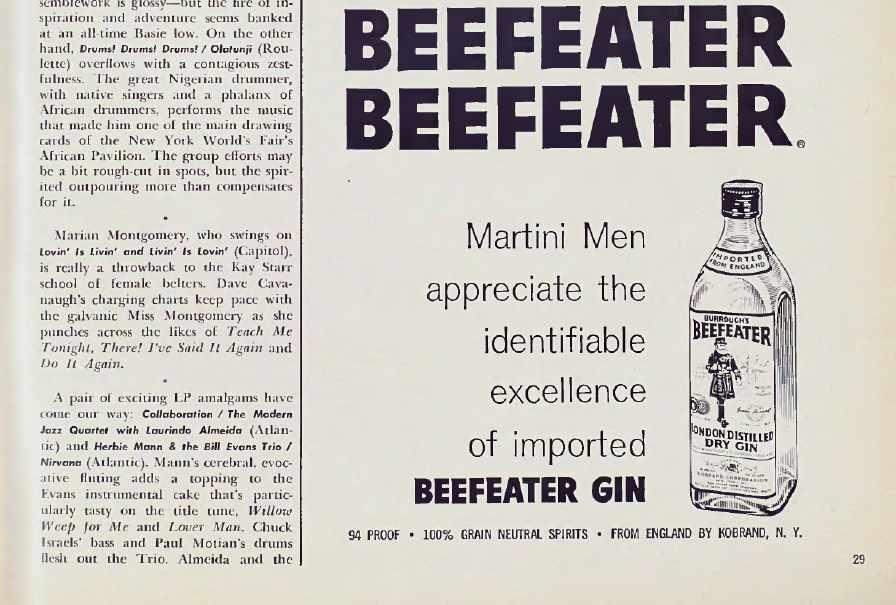 semblework is glossy—but the fire of in-
spiration and adventure seems banked
at an all-time Basie low. On the other
hand, Drums! Drums! Drums! / Olatunji (Rou-
lette) overflows with a contagious zest-
fulness. The great Nigerian drummer,
with native singers and a phalanx of
African drummers, performs the music
that made him one of the main drawing
cards of the New York World's Fair's
African Pavilion. The group efforts may
be a bit rough-cut in spots, but the spir-
ited outpouring more than compensates
for it.
•
Marian Montgomery, who swings on
Lovin' Is Livin' and Livin' Is Lovin' (Capitol),
is really a throwback to the Kay Starr
school of female belters. Dave Cava-
naugh's charging charts keep pace with
the galvanic Miss Montgomery as she
punches across the likes of Teach Me
Tonight, There! I've Said It Again and
Do It Again.
•
A pair of exciting LP amalgams have
come our way: Collaboration / The Modern
Jazz Quartet with Laurindo Almeida (Atlan-
tic) and Herbie Mann & the Bill Evans Trio /
Nirvana (Atlantic). Mann's cerebral, evoc-
ative fluting adds a topping to the
Evans instrumental cake that's partic-
ularly tasty on the title tune, Willow
Weep for Me and Lover Man. Chuck
Israels' bass and Paul Motian's drums
flesh out the Trio. Almeida and the
BEEFEATER
BEEFEATER®
Martini Men
appreciate the
identifiable
excellence
of imported
BEEFEATER GIN
IMPORTED
FROM ENGLAND
BURROUGH'S
BEEFEATER
LONDON DISTILLED
DRY GIN
KOBRAND CORPORATION
94 PROOF • 100% GRAIN NEUTRAL SPIRITS • FROM ENGLAND BY KOBRAND, N. Y.
29